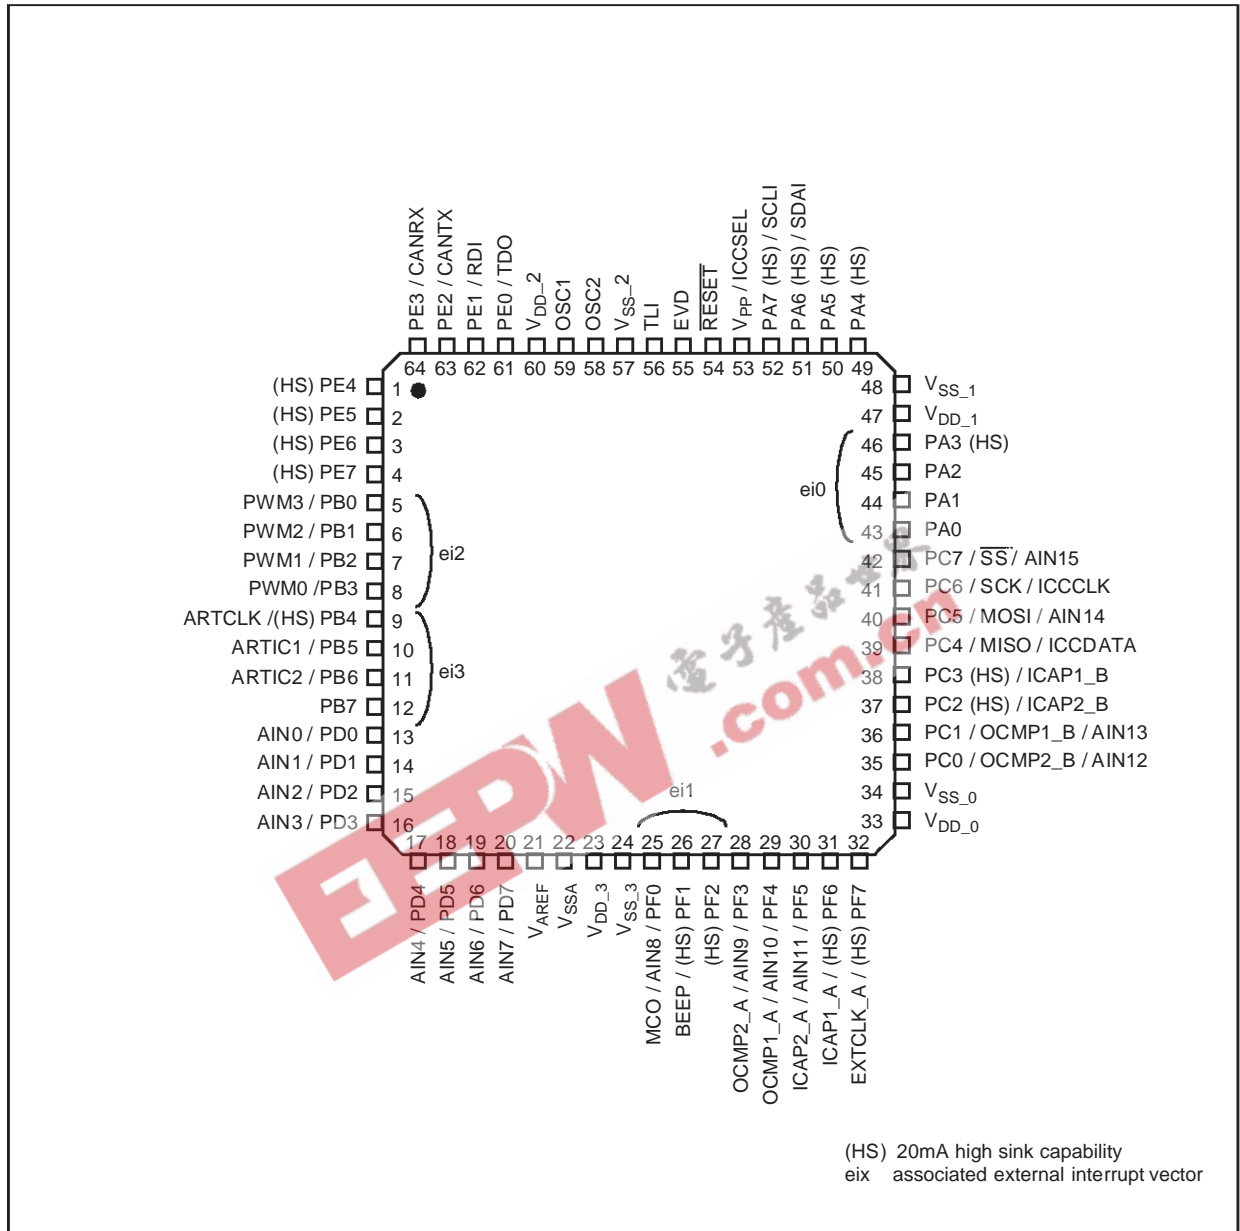 PE3 / CANRX
PE2 / CANTX
PE1 / RDI
PE0 / TDO
VDD_2
OSC1
OSC2
VSS_2
TLI
EVD
RESET
VPP / ICCSEL
PA7 (HS) / SCLI
PA6 (HS) / SDAI
PA5 (HS)
PA4 (HS)
64 63 62 61 60 59 58 57 56 55 54 53 52 51 50 49
(HS) PE4 1
(HS) PE5 2
(HS) PE6 3
(HS) PE7 4
PWM3 / PB0 5
PWM2 / PB1 6
PWM1 / PB2 7
PWM0 /PB3 8
ARTCLK /(HS) PB4 9
ARTIC1 / PB5 10
ARTIC2 / PB6 11
PB7 12
AIN0 / PD0 13
AIN1 / PD1 14
AIN2 / PD2 15
AIN3 / PD3 16
ei2
ei3
ei0
ei1
48 VSS_1
47 VDD_1
46 PA3 (HS)
45 PA2
44 PA1
43 PA0
42 PC7 / SS / AIN15
41 PC6 / SCK / ICCCLK
40 PC5 / MOSI / AIN14
39 PC4 / MISO / ICCDATA
38 PC3 (HS) / ICAP1_B
37 PC2 (HS) / ICAP2_B
36 PC1 / OCMP1_B / AIN13
35 PC0 / OCMP2_B / AIN12
34 VSS_0
33 VDD_0
17 18 19 20 21 22 23 24 25 26 27 28 29 30 31 32
AIN4 / PD4
AIN5 / PD5
AIN6 / PD6
AIN7 / PD7
VAREF
VSSA
VDD_3
VSS_3
MCO / AIN8 / PF0
BEEP / (HS) PF1
(HS) PF2
OCMP2_A / AIN9 / PF3
OCMP1_A / AIN10 / PF4
ICAP2_A / AIN11 / PF5
ICAP1_A / (HS) PF6
EXTCLK_A / (HS) PF7
EEPW
電子產品世界
.com.cn
(HS) 20mA high sink capability
eix associated external interrupt vector